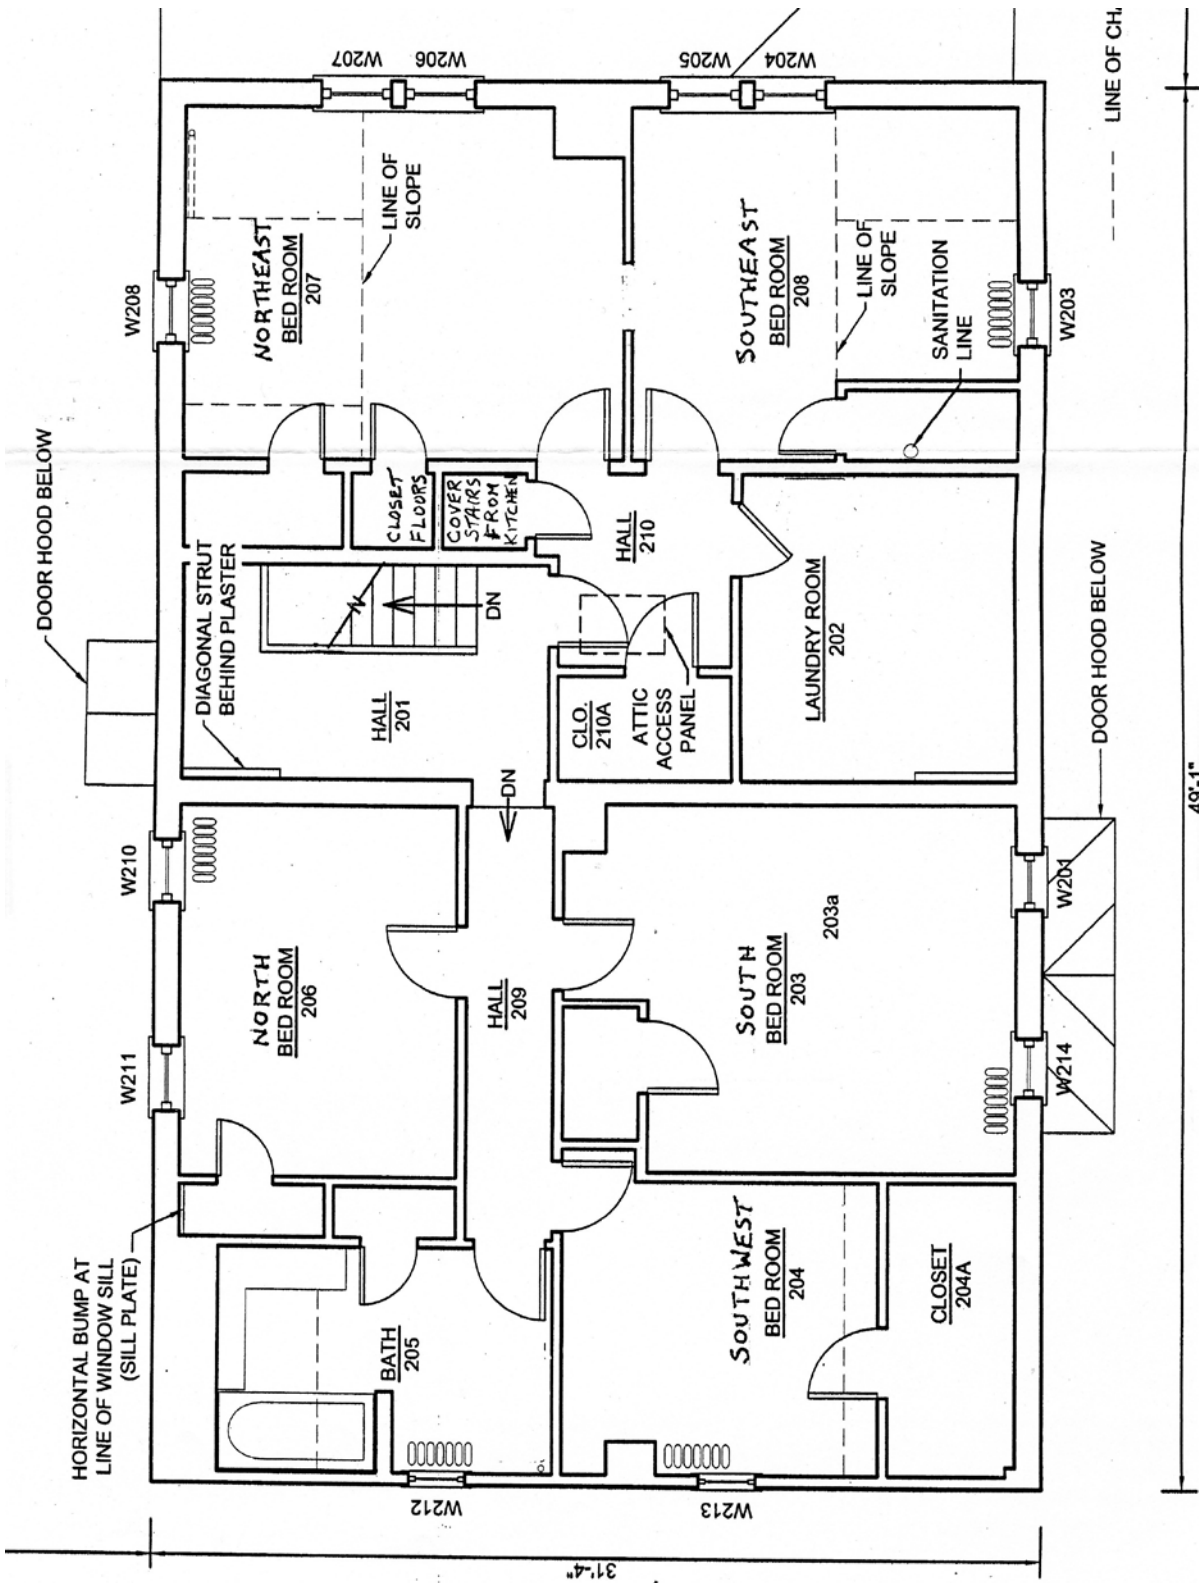 W207
W206
W205
W204
LINE OF CHA
LINE OF
SLOPE
W208
NORTHEAST
BED ROOM
207
SOUTHEAST
BED ROOM
208
LINE OF
SLOPE
SANITATION
LINE
W203
DOOR HOOD BELOW
DIAGONAL STRUT
BEHIND PLASTER
CLOSET
FLOORS
COVER
STAIRS
FROM
KITCHEN
HALL
210
DN
HALL
201
CLO.
210A
ATTIC
ACCESS
PANEL
LAUNDRY ROOM
202
DOOR HOOD BELOW
49'-1"
DN
W210
W211
NORTH
BED ROOM
206
HALL
209
SOUTH
BED ROOM
203
203a
W201
W214
HORIZONTAL BUMP AT
LINE OF WINDOW SILL
(SILL PLATE)
BATH
205
SOUTHWEST
BED ROOM
204
CLOSET
204A
W212
W213
31'-4"